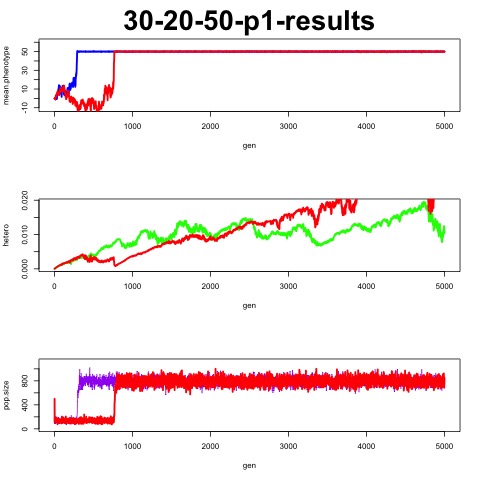 30-20-50-p1-results
mean.phenotype
-10 10 30 50
0 1000 2000 3000 4000 5000
gen
hetero
0.000 0.010 0.020
0 1000 2000 3000 4000 5000
gen
pop.size
0 400 800
0 1000 2000 3000 4000 5000
gen